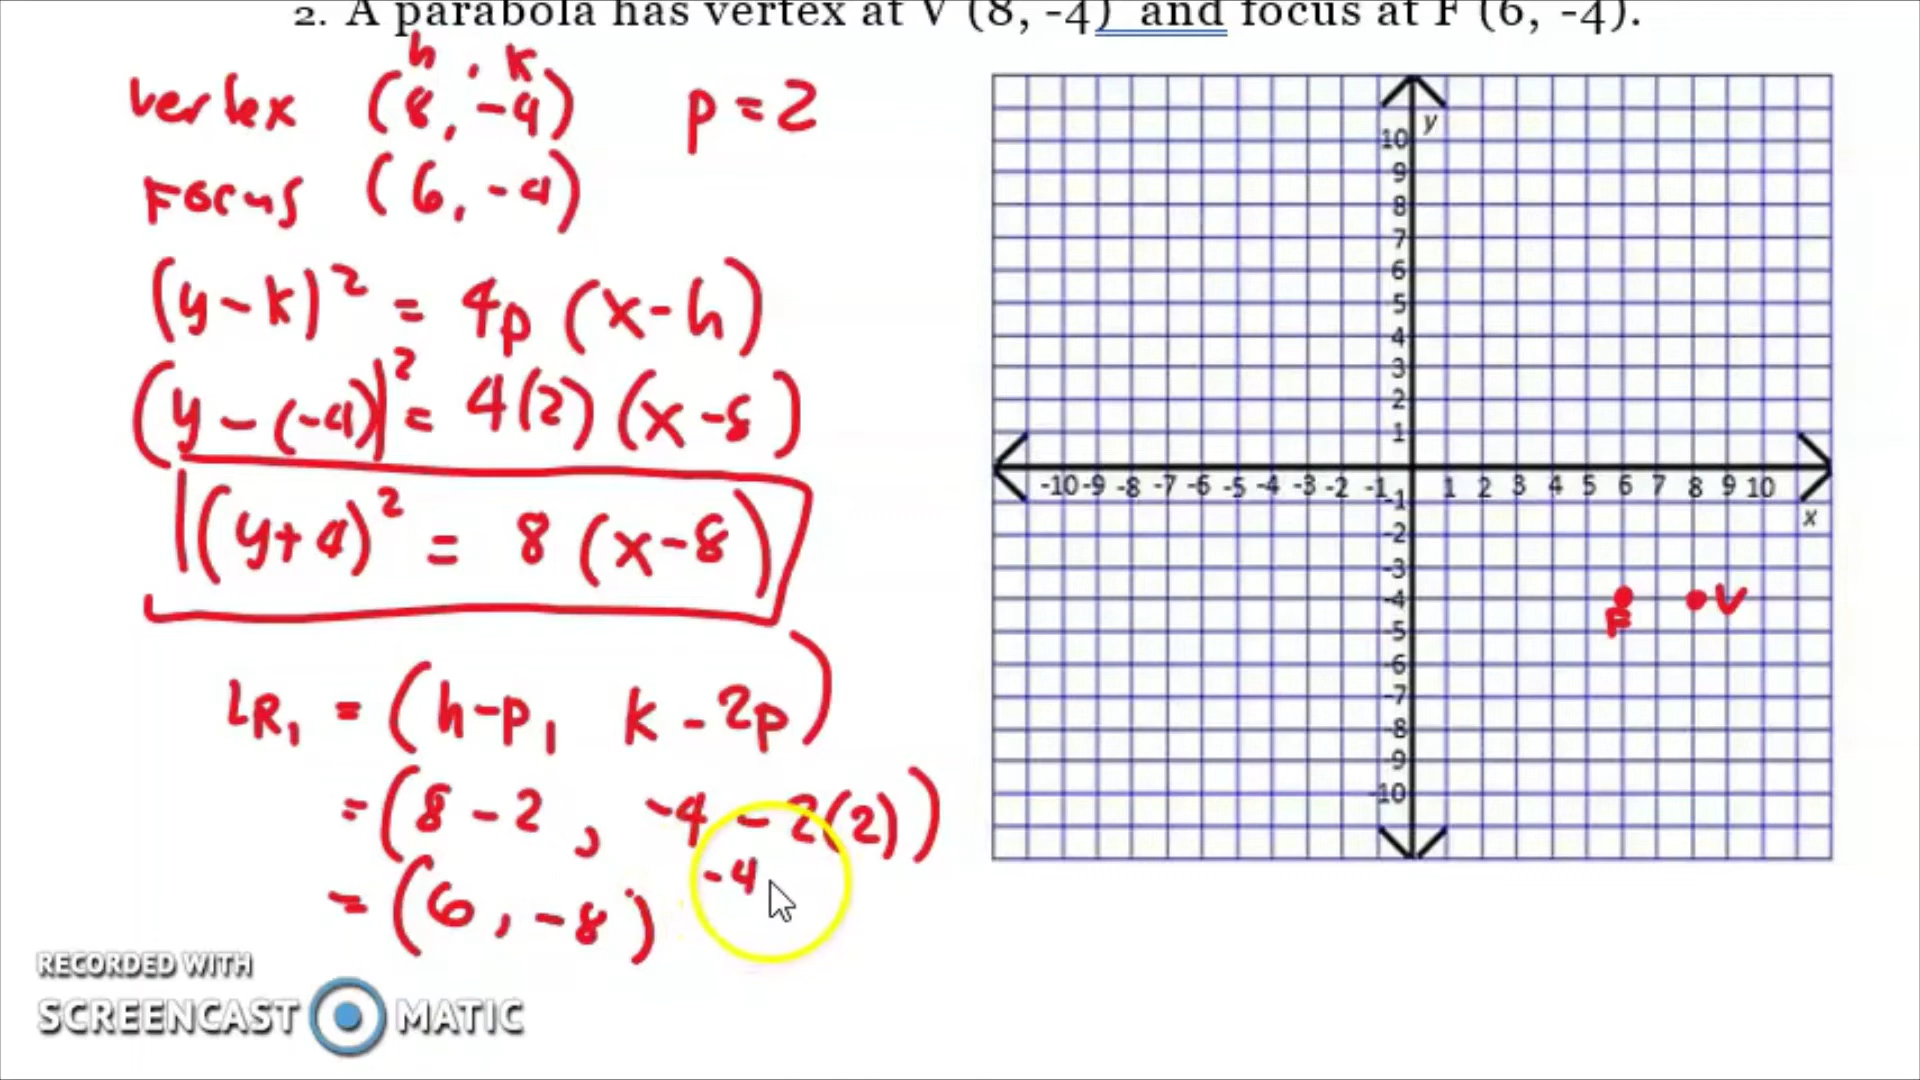 2. A parabola has vertex at V (8, -4) and focus at F (6, -4).
h , k
vertex (8, -4) p = 2
Focus (6, -4)
(y-k)² = 4p (x-h)
(y-(-4))² = 4(2) (x-8)
(y+4)² = 8 (x-8)
LR₁ = (h-p, k-2p)
= (8-2, -4-2(2))
-4
= (6, -8)
y
10
9
8
7
6
5
4
3
2
1
-10 -9 -8 -7 -6 -5 -4 -3 -2 -1 1 2 3 4 5 6 7 8 9 10
x
-1
-2
-3
-4
F V
-5
-6
-7
-8
-9
-10
RECORDED WITH
SCREENCAST MATIC